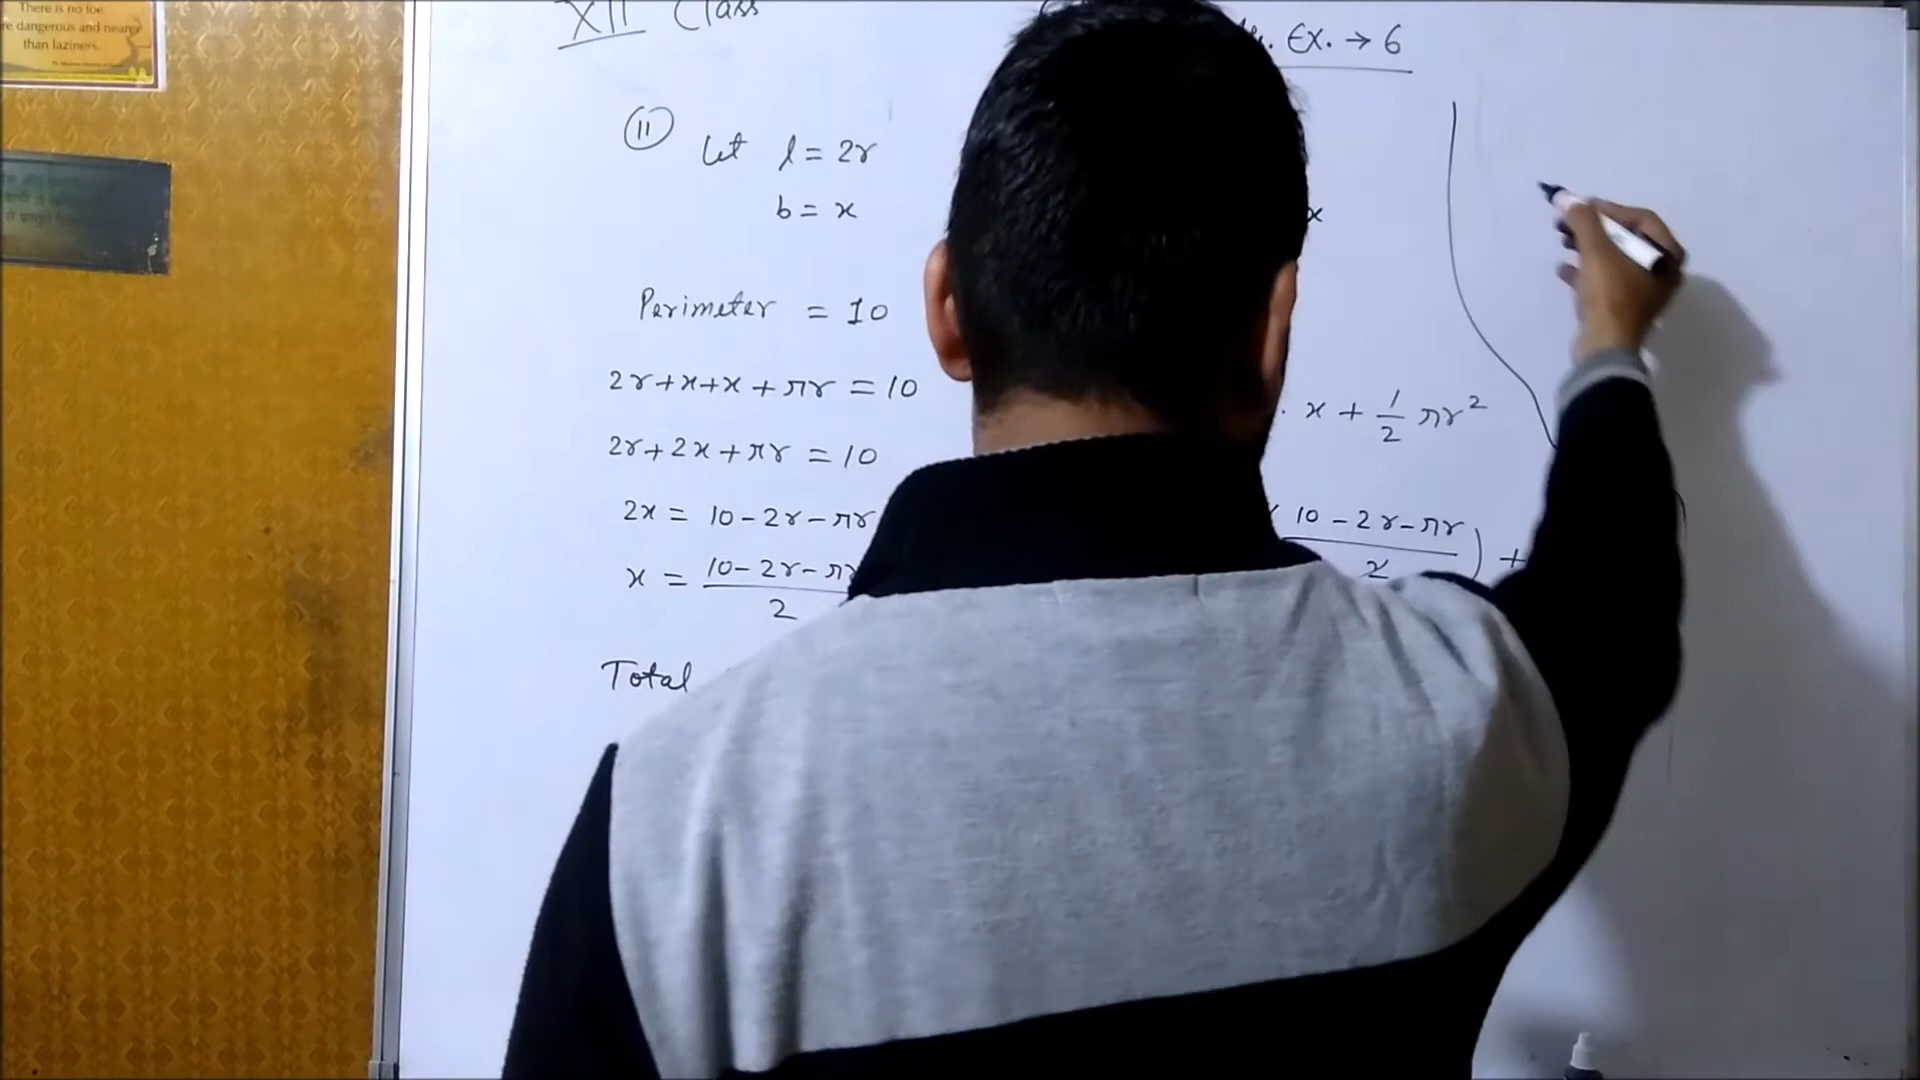 There is no foe
re dangerous and nearer
than laziness.
XII Class
Ex. → 6
(11) Let l = 2r
b = x
x
Perimeter = 10
2r+x+x+πr = 10
2r+2x+πr = 10
2x = 10-2r-πr
x = 10-2r-πr / 2
Total
x + 1/2 πr²
10-2r-πr / 2 ) +